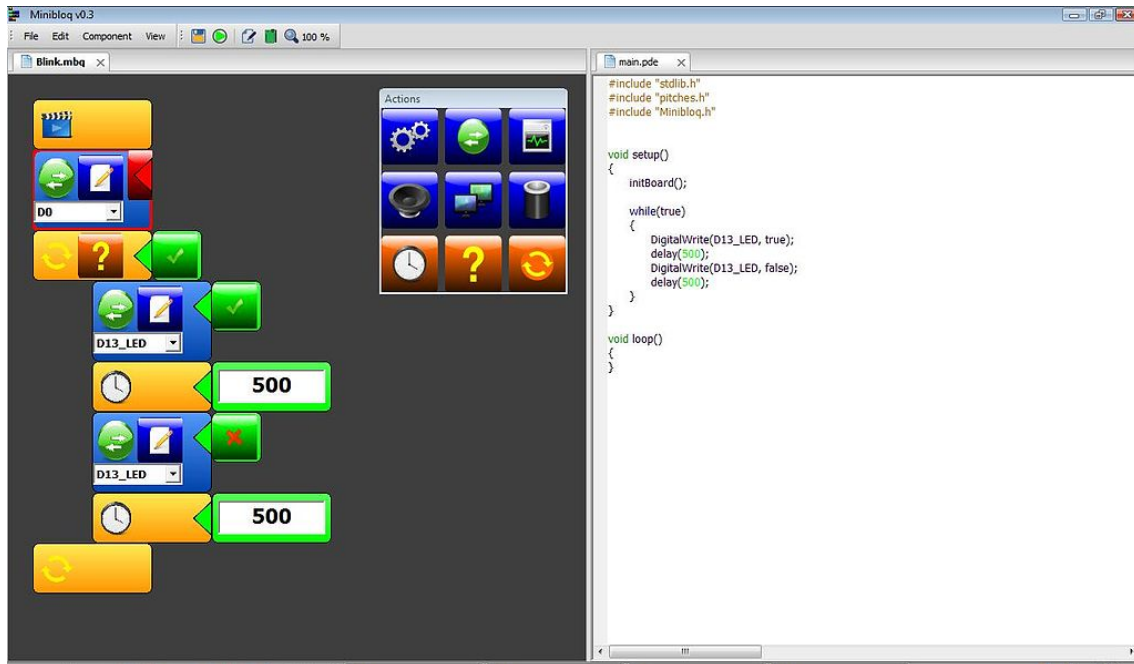 Minibloq v0.3
File Edit Component View 100 %
Blink.mbq
Actions
D0
?
?
D13_LED
500
D13_LED
500
main.pde
#include "stdlib.h"
#include "pitches.h"
#include "Minibloq.h"
void setup()
{
initBoard();
while(true)
{
DigitalWrite(D13_LED, true);
delay(500);
DigitalWrite(D13_LED, false);
delay(500);
}
}
void loop()
{
}